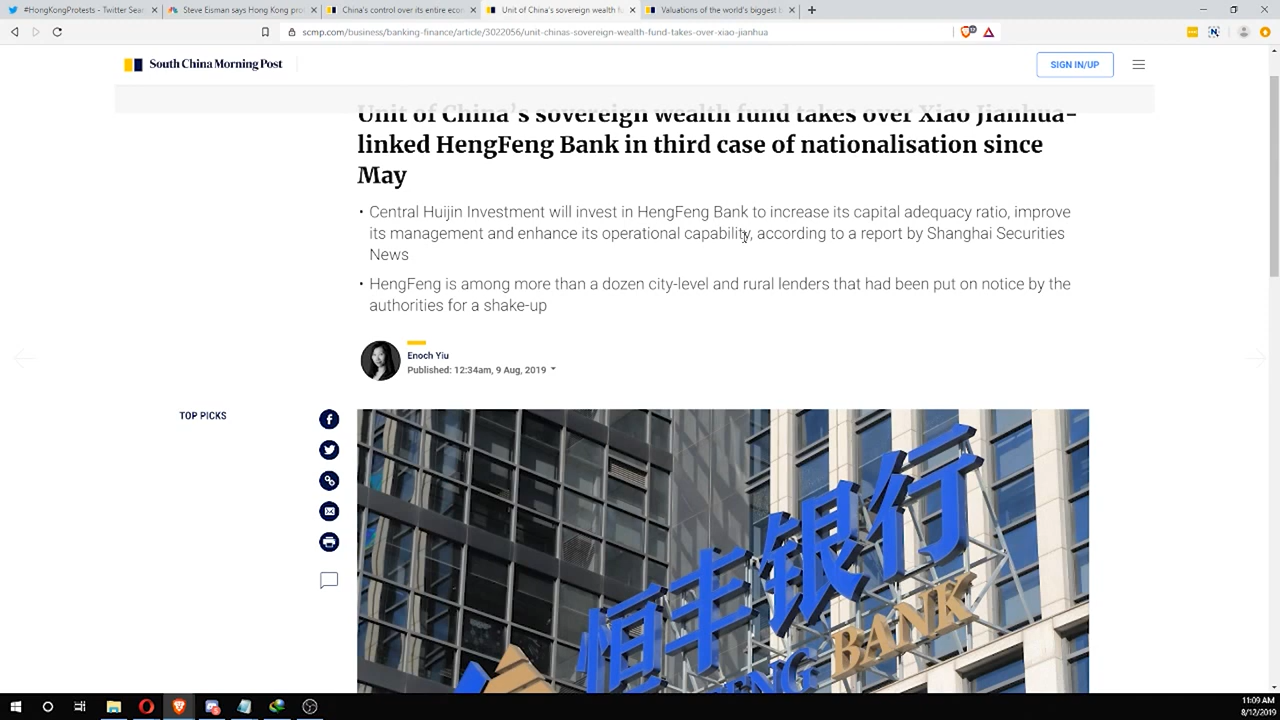 #HongKongProtests - Twitter Sear
Steve Eisman says Hong Kong pro
China's control over its entire econ
Unit of China's sovereign wealth fu
Valuations of the world's biggest b
scmp.com/business/banking-finance/article/3022056/unit-chinas-sovereign-wealth-fund-takes-over-xiao-jianhua
South China Morning Post
SIGN IN/UP
Unit of China's sovereign wealth fund takes over Xiao Jianhua-
linked HengFeng Bank in third case of nationalisation since
May
• Central Huijin Investment will invest in HengFeng Bank to increase its capital adequacy ratio, improve
its management and enhance its operational capability, according to a report by Shanghai Securities
News
• HengFeng is among more than a dozen city-level and rural lenders that had been put on notice by the
authorities for a shake-up
Enoch Yiu
Published: 12:34am, 9 Aug, 2019
TOP PICKS
恒丰银行
BANK
11:09 AM
8/12/2019